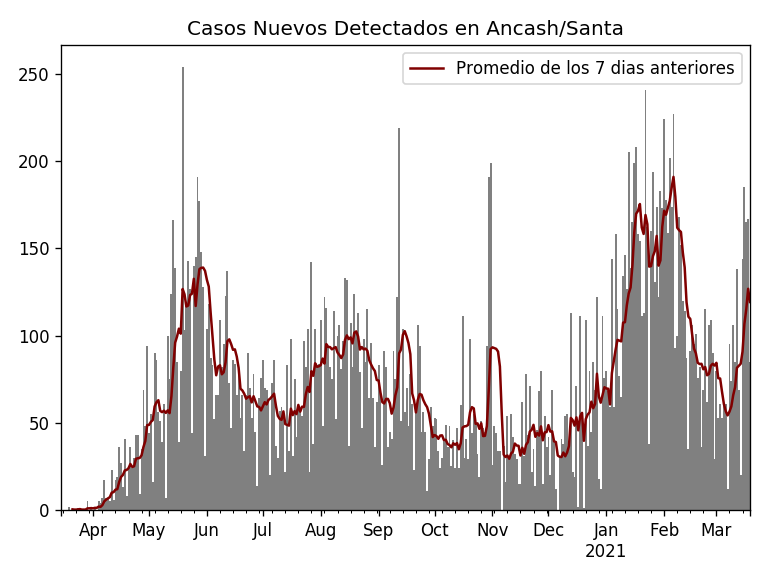 Casos Nuevos Detectados en Ancash/Santa
Promedio de los 7 dias anteriores
250
200
150
100
50
0
Apr May Jun Jul Aug Sep Oct Nov Dec Jan Feb Mar
2021